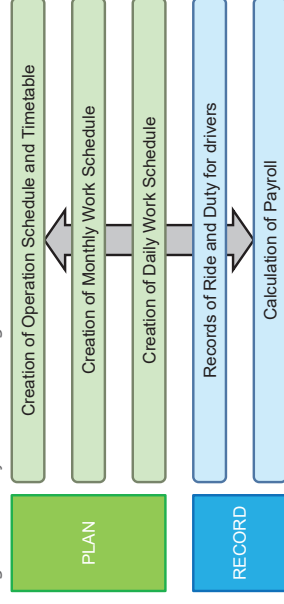 PLAN
Creation of Operation Schedule and Timetable
Creation of Monthly Work Schedule
Creation of Daily Work Schedule
RECORD
Records of Ride and Duty for drivers
Calculation of Payroll